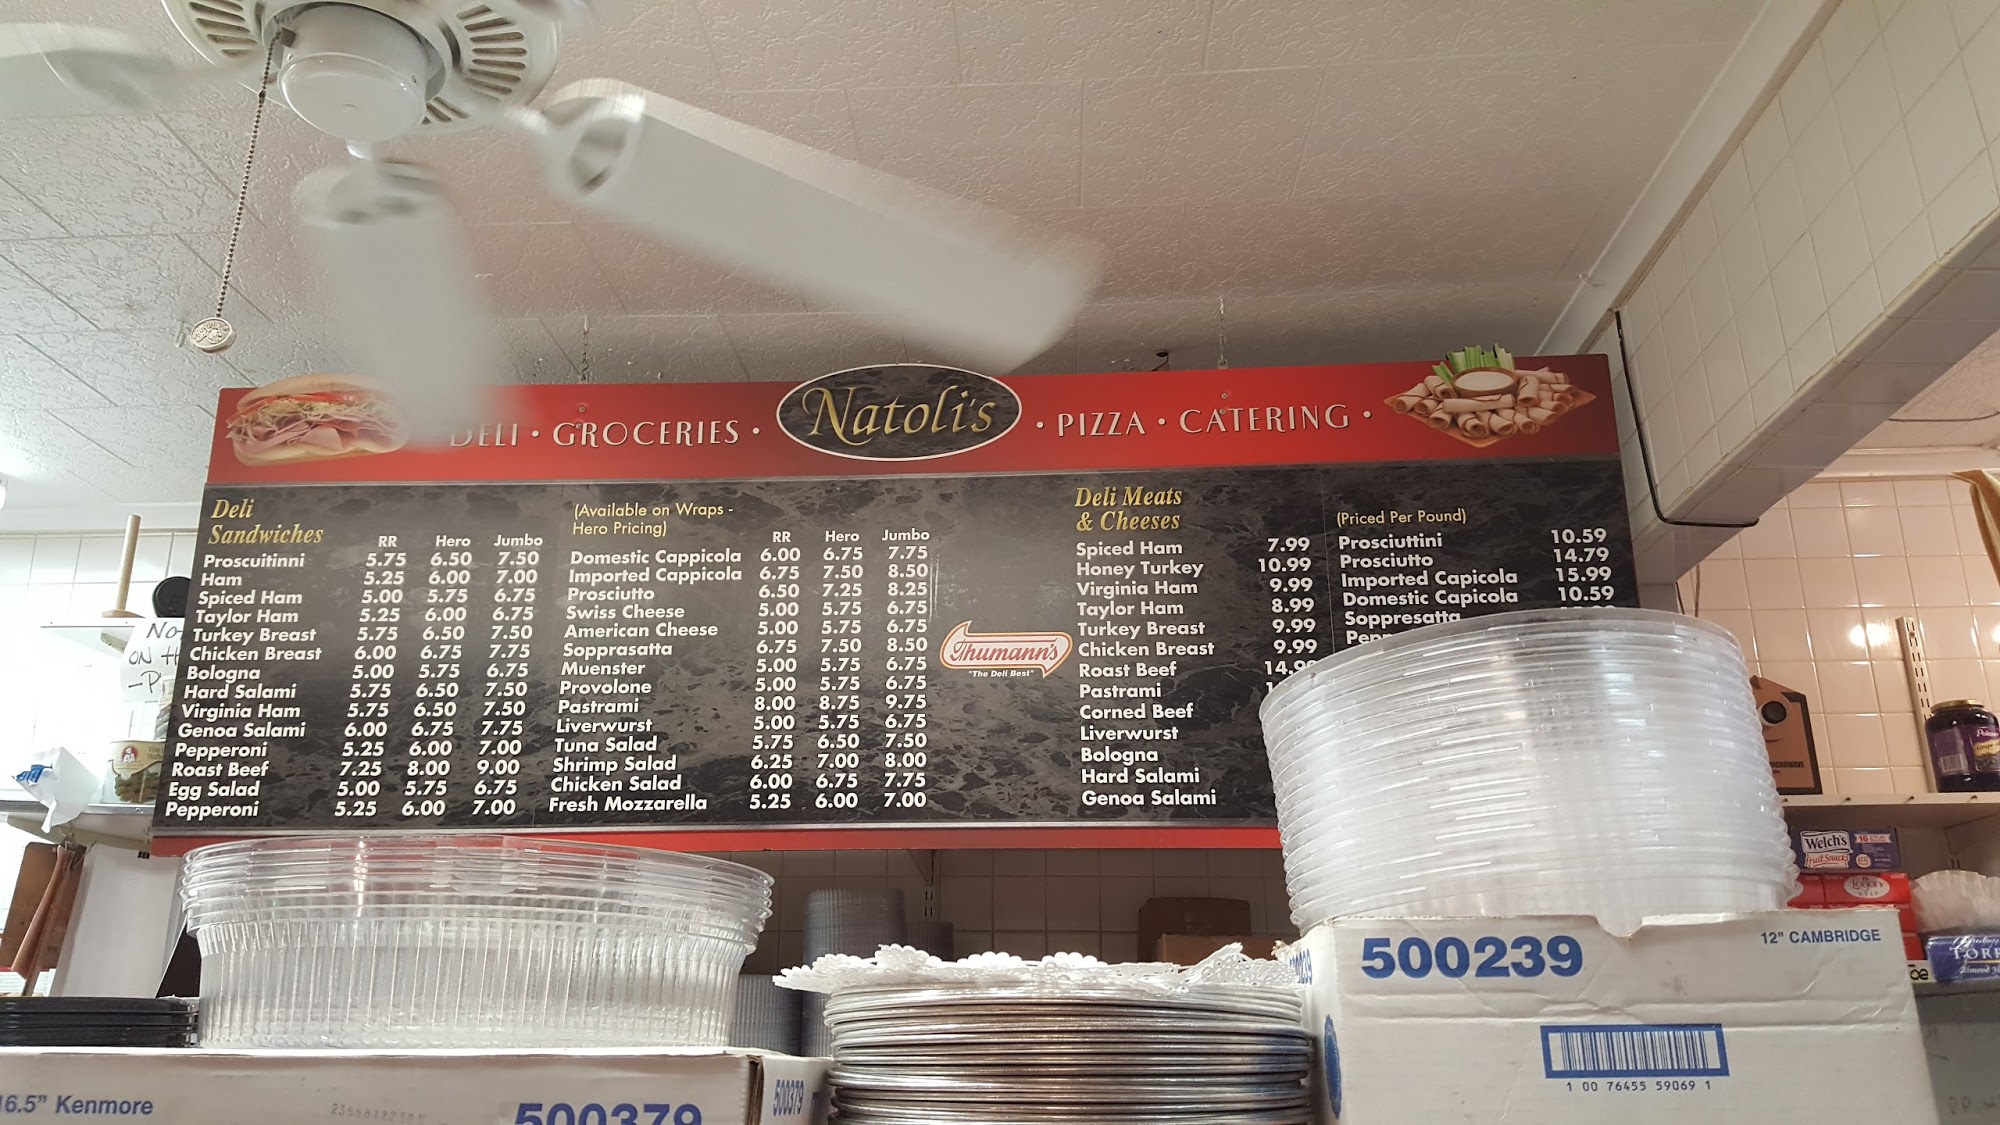 DELI • GROCERIES •
Natoli's
• PIZZA • CATERING •
Deli
Sandwiches
RR Hero Jumbo
Proscuitinni 5.75 6.50 7.50
Ham 5.25 6.00 7.00
Spiced Ham 5.00 5.75 6.75
Taylor Ham 5.25 6.00 6.75
Turkey Breast 5.75 6.50 7.50
Chicken Breast 6.00 6.75 7.75
Bologna 5.00 5.75 6.75
Hard Salami 5.75 6.50 7.50
Virginia Ham 5.75 6.50 7.50
Genoa Salami 6.00 6.75 7.75
Pepperoni 5.25 6.00 7.00
Roast Beef 7.25 8.00 9.00
Egg Salad 5.00 5.75 6.75
Pepperoni 5.25 6.00 7.00
(Available on Wraps -
Hero Pricing)
RR Hero Jumbo
Domestic Cappicola 6.00 6.75 7.75
Imported Cappicola 6.75 7.50 8.50
Prosciutto 6.50 7.25 8.25
Swiss Cheese 5.00 5.75 6.75
American Cheese 5.00 5.75 6.75
Sopprasatta 6.75 7.50 8.50
Muenster 5.00 5.75 6.75
Provolone 5.00 5.75 6.75
Pastrami 8.00 8.75 9.75
Liverwurst 5.00 5.75 6.75
Tuna Salad 5.75 6.50 7.50
Shrimp Salad 6.25 7.00 8.00
Chicken Salad 6.00 6.75 7.75
Fresh Mozzarella 5.25 6.00 7.00
Thumann's
"The Deli Best"
Deli Meats
& Cheeses
Spiced Ham 7.99
Honey Turkey 10.99
Virginia Ham 9.99
Taylor Ham 8.99
Turkey Breast 9.99
Chicken Breast 9.99
Roast Beef 14.99
Pastrami
Corned Beef
Liverwurst
Bologna
Hard Salami
Genoa Salami
(Priced Per Pound)
Prosciuttini 10.59
Prosciutto 14.79
Imported Capicola 15.99
Domestic Capicola 10.59
Soppresatta
No
ON
-P
Welch's
Fruit Snacks
16.5" Kenmore
500379
500379
500239
12" CAMBRIDGE
1 00 76455 59069 1